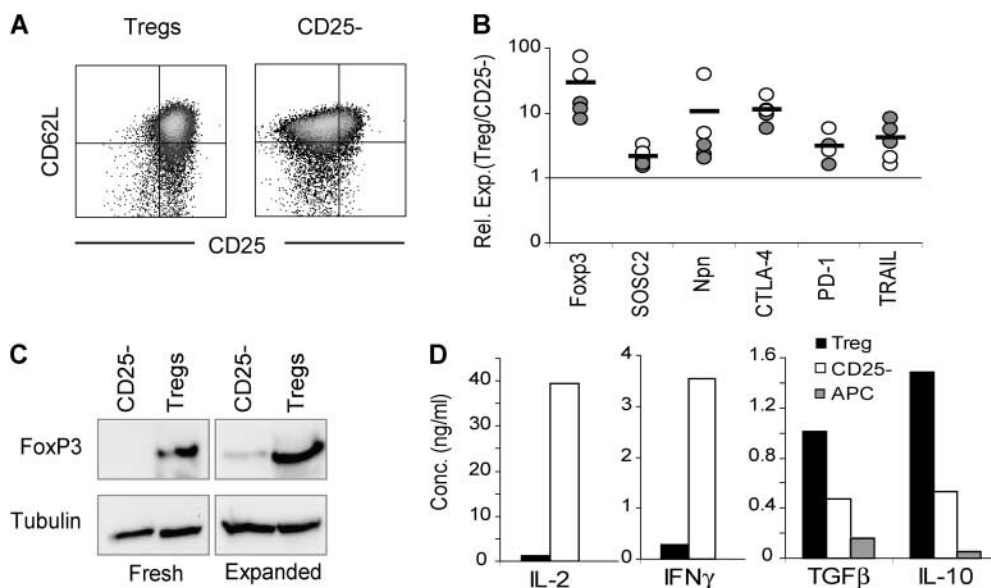 A
Tregs
CD25-
CD62L
CD25
B
Rel. Exp.(Treg/CD25-)
100
10
1
0
Foxp3
SOSC2
Npn
CTLA-4
PD-1
TRAIL
C
CD25-
Tregs
CD25-
Tregs
FoxP3
Tubulin
Fresh
Expanded
D
Conc. (ng/ml)
40
30
20
10
0
IL-2
4
3
2
1
0
IFNγ
Treg
CD25-
APC
1.6
1.2
0.8
0.4
0
TGFβ
IL-10